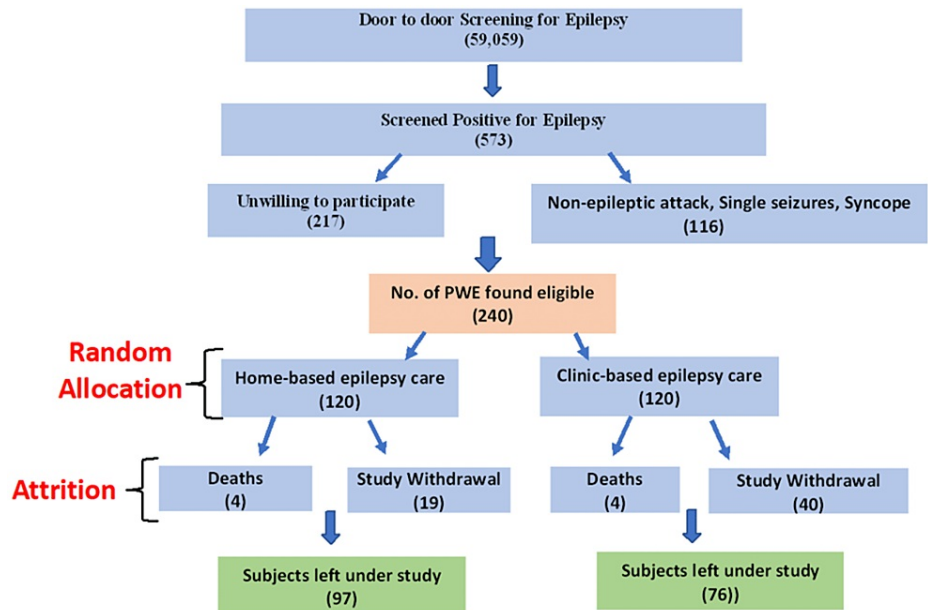 Door to door Screening for Epilepsy
(59,059)
Screened Positive for Epilepsy
(573)
Unwilling to participate
(217)
Non-epileptic attack, Single seizures, Syncope
(116)
No. of PWE found eligible
(240)
Random
Allocation
Home-based epilepsy care
(120)
Clinic-based epilepsy care
(120)
Attrition
Deaths
(4)
Study Withdrawal
(19)
Deaths
(4)
Study Withdrawal
(40)
Subjects left under study
(97)
Subjects left under study
(76))